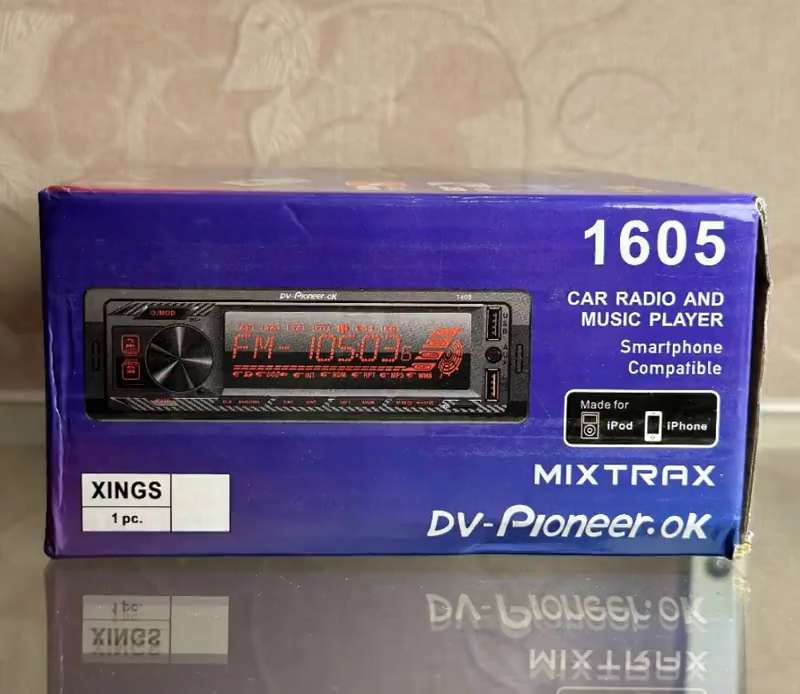 1605
CAR RADIO AND
MUSIC PLAYER
Smartphone
Compatible
Made for
iPod
iPhone
MIXTRAX
DV-Pioneer.oK
XINGS
1 pc.
DV-Pioneer.oK
1605
FM